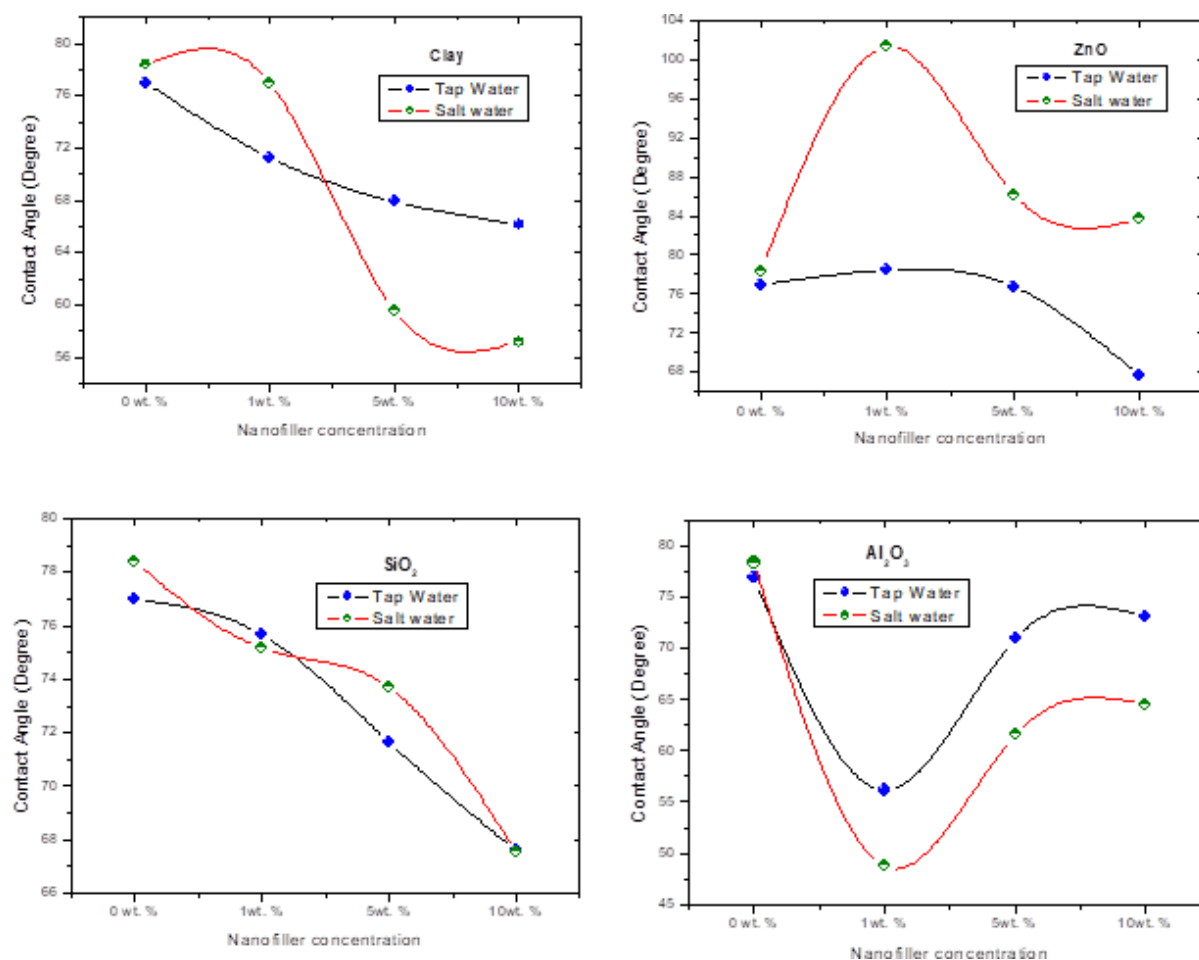 Clay
Tap Water
Salt water
80
76
72
68
64
60
56
Contact Angle (Degree)
0 wt. %
1wt. %
5wt. %
10wt. %
Nanofiller concentration
ZnO
Tap Water
Salt water
104
100
96
92
88
84
80
76
72
68
Contact Angle (Degree)
0 wt. %
1wt. %
5wt. %
10wt. %
Nanofiller concentration
SiO₂
Tap Water
Salt water
80
78
76
74
72
70
68
66
Contact Angle (Degree)
0 wt. %
1wt. %
5wt. %
10wt. %
Nanofiller concentration
Al₂O₃
Tap Water
Salt water
80
75
70
65
60
55
50
45
Contact Angle (Degree)
0 wt. %
1wt. %
5wt. %
10wt. %
Nanofiller concentration